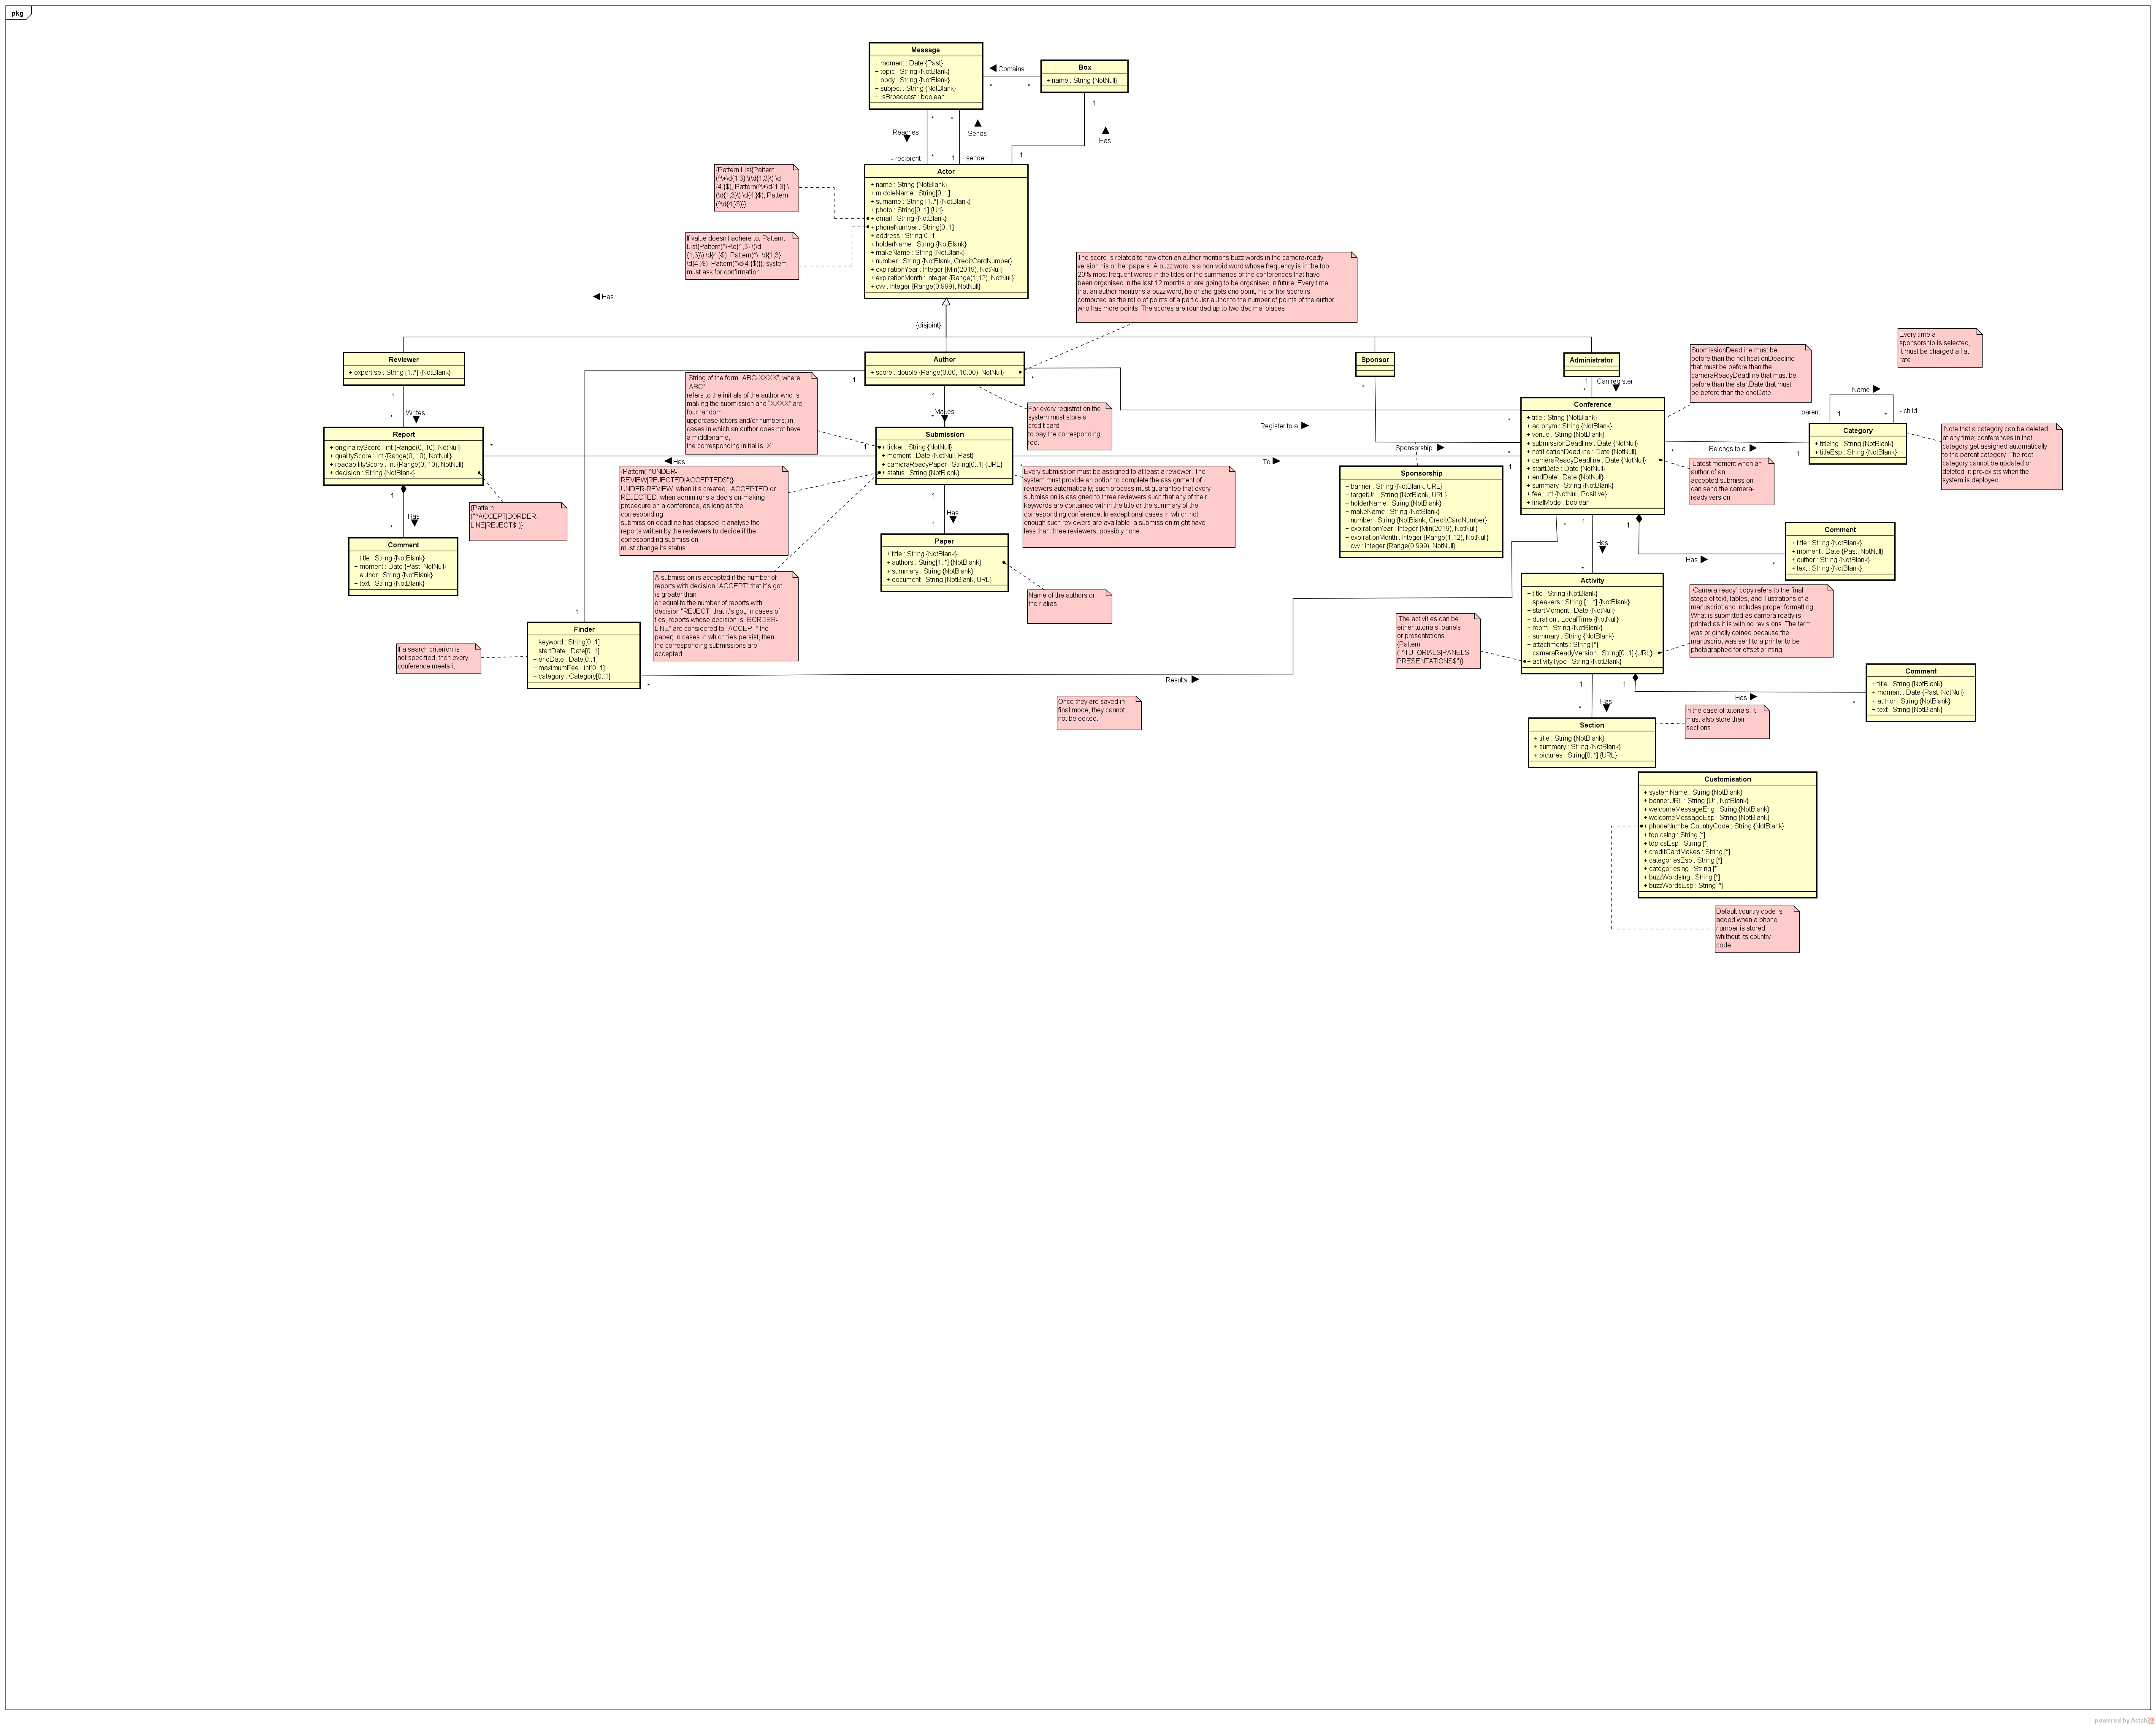 pkg
Message
+ moment : Date {Past}
+ topic : String {NotBlank}
+ body : String {NotBlank}
+ subject : String {NotBlank}
+ isBroadcast : boolean
Contains
*
*
Box
+ name : String {NotNull}
1
Has
1
Reaches
*
*
- recipient
Sends
*
1
- sender
{Pattern.List{Pattern
(^\+\d{1,3} \(\d{1,3}\) \d
{4,}$), Pattern(^\+\d{1,3} \
(\d{1,3}\) \d{4,}$), Pattern
(^\d{4,}$)}}
If value doesn't adhere to: Pattern.
List{Pattern(^\+\d{1,3} \(\d
{1,3}\) \d{4,}$); Pattern(^\+\d{1,3}
\d{4,}$), Pattern(^\d{4,}$)}}, system
must ask for confirmation.
Actor
+ name : String {NotBlank}
+ middleName : String[0..1]
+ surname : String [1..*] {NotBlank}
+ photo : String[0..1] {Url}
+ email : String {NotBlank}
+ phoneNumber : String[0..1]
+ address : String[0..1]
+ holderName : String {NotBlank}
+ makeName : String {NotBlank}
+ number : String {NotBlank, CreditCardNumber}
+ expirationYear : Integer {Min(2019), NotNull}
+ expirationMonth : Integer {Range(1,12), NotNull}
+ cvv : Integer {Range(0,999), NotNull}
The score is related to how often an author mentions buzz words in the camera-ready
version his or her papers. A buzz word is a non-void word whose frequency is in the top
20% most frequent words in the titles or the summaries of the conferences that have
been organised in the last 12 months or are going to be organised in future. Every time
that an author mentions a buzz word, he or she gets one point; his or her score is
computed as the ratio of points of a particular author to the number of points of the author
who has more points. The scores are rounded up to two decimal places.
Has
{disjoint}
Every time a
sponsorship is selected,
it must be charged a flat
rate
Reviewer
+ expertise : String [1..*] {NotBlank}
Author
+ score : double {Range(0.00, 10.00), NotNull}
Sponsor
Administrator
1
Can register
*
SubmissionDeadline must be
before than the notificationDeadline
that must be before than the
cameraReadyDeadline that must be
before than the startDate that must
be before than the endDate
String of the form "ABC-XXXX", where
"ABC"
refers to the initials of the author who is
making the submission and "XXXX" are
four random
uppercase letters and/or numbers; in
cases in which an author does not have
a middlename,
the corresponding initial is "X"
For every registration the
system must store a
credit card
to pay the corresponding
fee.
1
*
1
Makes
*
Register to a
*
*
Name
- parent
1
*
- child
Conference
+ title : String {NotBlank}
+ acronym : String {NotBlank}
+ venue : String {NotBlank}
+ submissionDeadline : Date {NotNull}
+ notificationDeadline : Date {NotNull}
+ cameraReadyDeadline : Date {NotNull}
+ startDate : Date {NotNull}
+ endDate : Date {NotNull}
+ summary : String {NotBlank}
+ fee : int {NotNull, Positive}
+ finalMode : boolean
Category
+ titleIng : String {NotBlank}
+ titleEsp : String {NotBlank}
Belongs to a
*
1
Note that a category can be deleted
at any time; conferences in that
category get assigned automatically
to the parent category. The root
category cannot be updated or
deleted; it pre-exists when the
system is deployed.
Latest moment when an
author of an
accepted submission
can send the camera-
ready version
1
Writes
*
Report
+ originalityScore : int {Range(0, 10), NotNull}
+ qualityScore : int {Range(0, 10), NotNull}
+ readabilityScore : int {Range(0, 10), NotNull}
+ decision : String {NotBlank}
*
Has
1
Submission
+ ticker : String {NotNull}
+ moment : Date {NotNull, Past}
+ cameraReadyPaper : String[0..1] {URL}
+ status : String {NotBlank}
*
To
1
Sponsorship
*
Sponsorship
+ banner : String {NotBlank, URL}
+ targetUrl : String {NotBlank, URL}
+ holderName : String {NotBlank}
+ makeName : String {NotBlank}
+ number : String {NotBlank, CreditCardNumber}
+ expirationYear : Integer {Min(2019), NotNull}
+ expirationMonth : Integer {Range(1,12), NotNull}
+ cvv : Integer {Range(0,999), NotNull}
{Pattern
("^ACCEPT|BORDER-
LINE|REJECT$")}
{Pattern("^UNDER-
REVIEW|REJECTED|ACCEPTED$")}
UNDER-REVIEW, when it's created; ACCEPTED or
REJECTED, when admin runs a decision-making
procedure on a conference, as long as the
corresponding
submission deadline has elapsed. It analyse the
reports written by the reviewers to decide if the
corresponding submission
must change its status.
Every submission must be assigned to at least a reviewer. The
system must provide an option to complete the assignment of
reviewers automatically; such process must guarantee that every
submission is assigned to three reviewers such that any of their
keywords are contained within the title or the summary of the
corresponding conference. In exceptional cases in which not
enough such reviewers are available, a submission might have
less than three reviewers, possibly none.
1
Has
*
Comment
+ title : String {NotBlank}
+ moment : Date {Past, NotNull}
+ author : String {NotBlank}
+ text : String {NotBlank}
1
Has
1
Paper
+ title : String {NotBlank}
+ authors : String[1..*] {NotBlank}
+ summary : String {NotBlank}
+ document : String {NotBlank, URL}
Name of the authors or
their alias
*
1
Has
*
1
Has
*
Comment
+ title : String {NotBlank}
+ moment : Date {Past, NotNull}
+ author : String {NotBlank}
+ text : String {NotBlank}
A submission is accepted if the number of
reports with decision "ACCEPT" that it's got
is greater than
or equal to the number of reports with
decision "REJECT" that it's got; in cases of
ties, reports whose decision is "BORDER-
LINE" are considered to "ACCEPT" the
paper; in cases in which ties persist, then
the corresponding submissions are
accepted.
Activity
+ title : String {NotBlank}
+ speakers : String [1..*] {NotBlank}
+ startMoment : Date {NotNull}
+ duration : LocalTime {NotNull}
+ room : String {NotBlank}
+ summary : String {NotBlank}
+ attachments : String [*]
+ cameraReadyVersion : String[0..1] {URL}
+ activityType : String {NotBlank}
"Camera-ready" copy refers to the final
stage of text, tables, and illustrations of a
manuscript and includes proper formatting.
What is submitted as camera ready is
printed as it is with no revisions. The term
was originally coined because the
manuscript was sent to a printer to be
photographed for offset printing.
The activities can be
either tutorials, panels,
or presentations.
{Pattern
("^TUTORIALS|PANELS|
PRESENTATIONS$")}
If a search criterion is
not specified, then every
conference meets it
1
Finder
+ keyword : String[0..1]
+ startDate : Date[0..1]
+ endDate : Date[0..1]
+ maximumFee : int[0..1]
+ category : Category[0..1]
*
Results
Once they are saved in
final mode, they cannot
not be edited.
1
Has
*
1
Has
*
Comment
+ title : String {NotBlank}
+ moment : Date {Past, NotNull}
+ author : String {NotBlank}
+ text : String {NotBlank}
Section
+ title : String {NotBlank}
+ summary : String {NotBlank}
+ pictures : String[0..*] {URL}
In the case of tutorials, it
must also store their
sections
Customisation
+ systemName : String {NotBlank}
+ bannerURL : String {Url, NotBlank}
+ welcomeMessageEng : String {NotBlank}
+ welcomeMessageEsp : String {NotBlank}
+ phoneNumberCountryCode : String {NotBlank}
+ topicsIng : String [*]
+ topicsEsp : String [*]
+ creditCardMakes : String [*]
+ categoriesEsp : String [*]
+ categoriesIng : String [*]
+ buzzWordsIng : String [*]
+ buzzWordsEsp : String [*]
Default country code is
added when a phone
number is stored
whithout its country
code.
powered by Astah